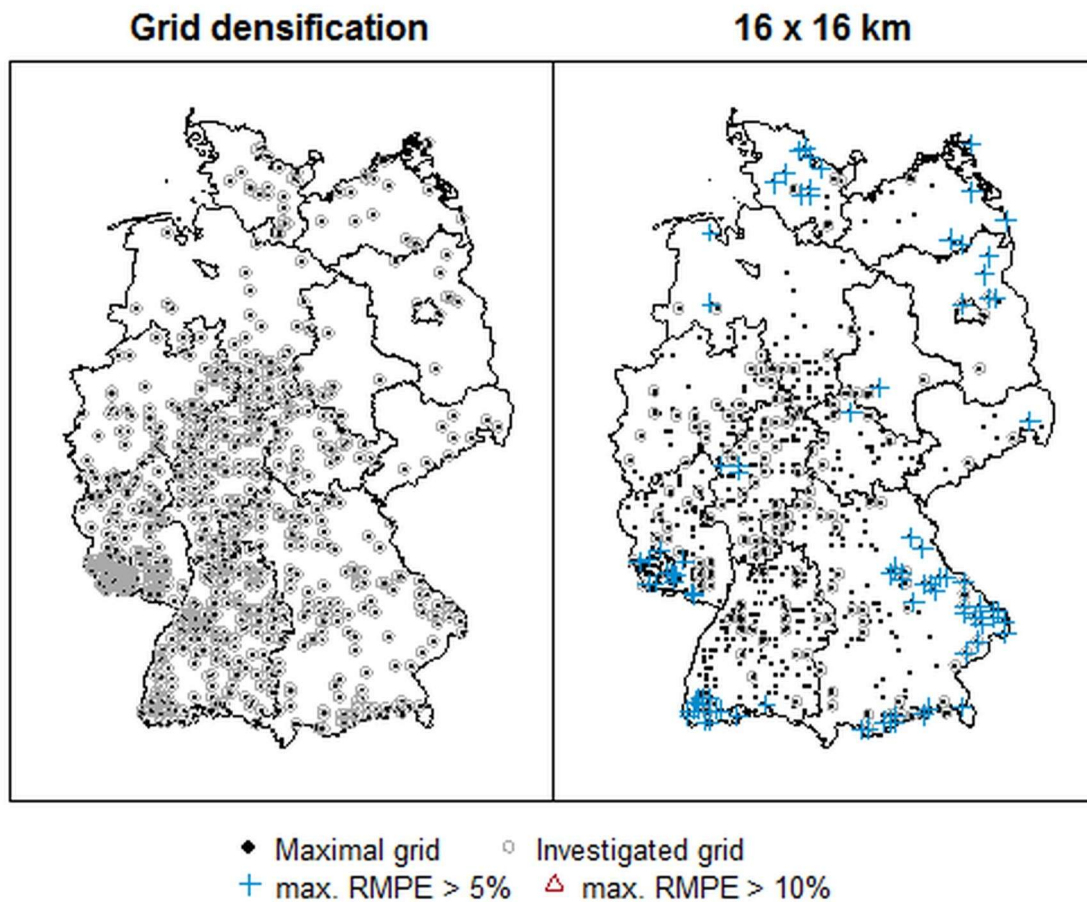 Grid densification
16 x 16 km
Maximal grid
Investigated grid
max. RMPE > 5%
max. RMPE > 10%